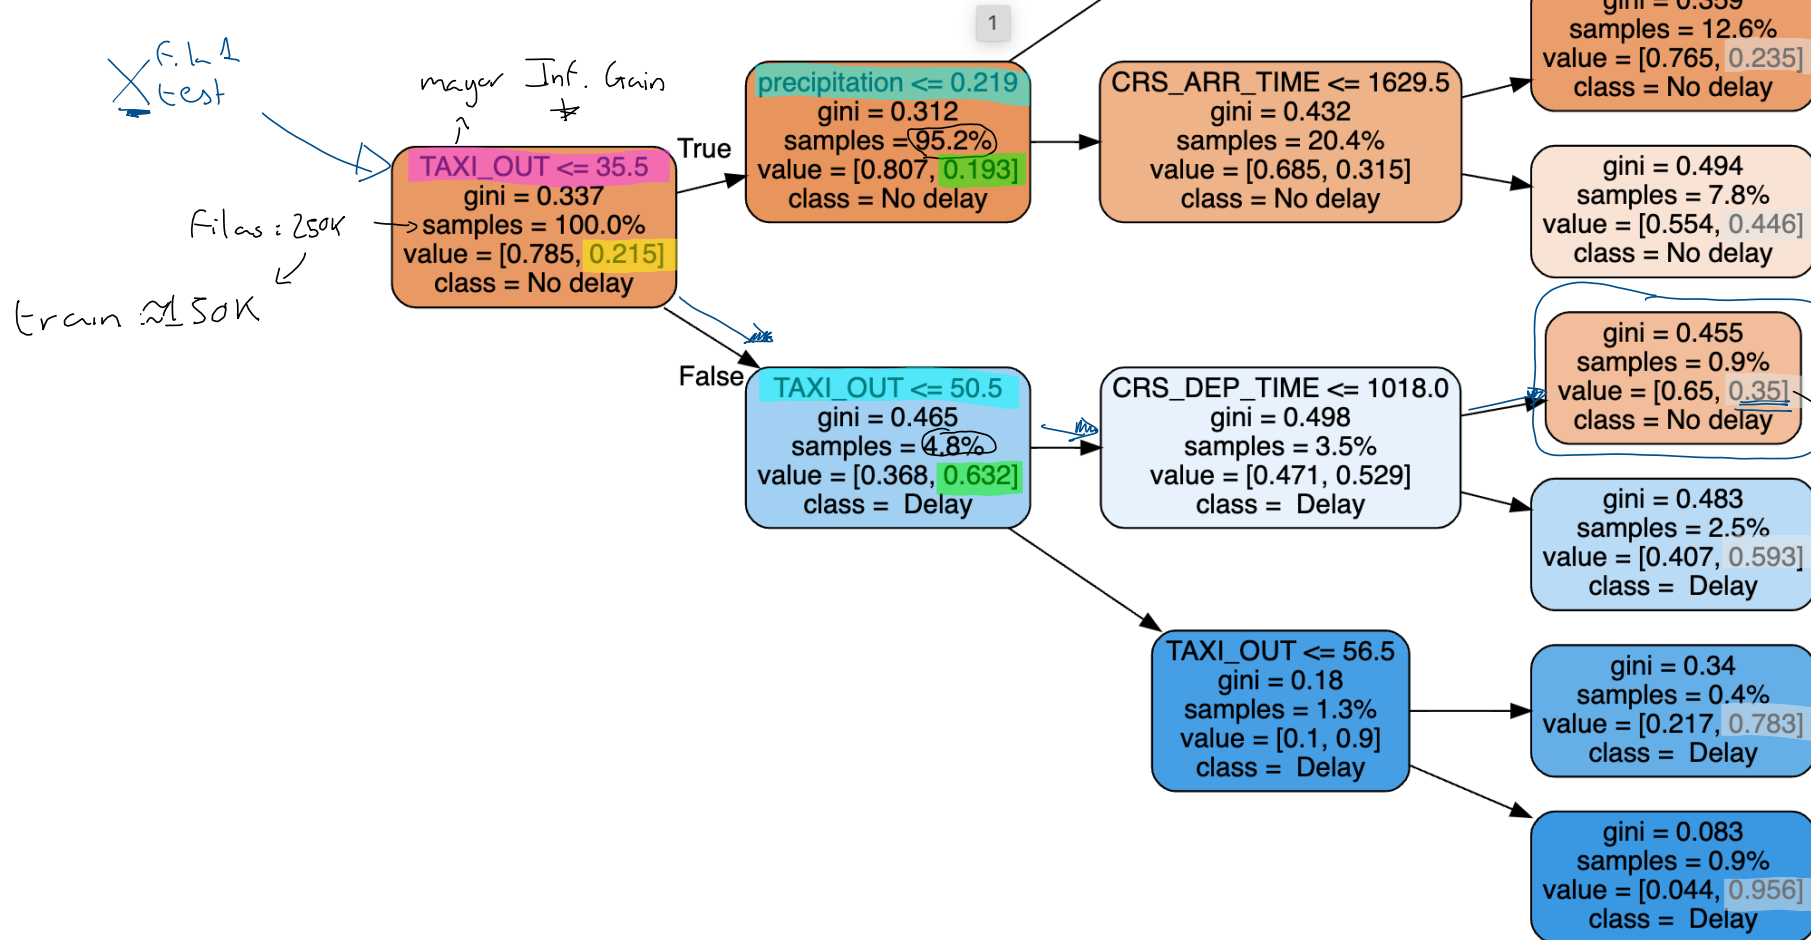 1
Fila 1
X test
mayor Inf. Gain
Filas: 250K
train ≈150K
TAXI_OUT <= 35.5
gini = 0.337
samples = 100.0%
value = [0.785, 0.215]
class = No delay
True
False
precipitation <= 0.219
gini = 0.312
samples = 95.2%
value = [0.807, 0.193]
class = No delay
TAXI_OUT <= 50.5
gini = 0.465
samples = 4.8%
value = [0.368, 0.632]
class = Delay
CRS_ARR_TIME <= 1629.5
gini = 0.432
samples = 20.4%
value = [0.685, 0.315]
class = No delay
CRS_DEP_TIME <= 1018.0
gini = 0.498
samples = 3.5%
value = [0.471, 0.529]
class = Delay
TAXI_OUT <= 56.5
gini = 0.18
samples = 1.3%
value = [0.1, 0.9]
class = Delay
gini = 0.359
samples = 12.6%
value = [0.765, 0.235]
class = No delay
gini = 0.494
samples = 7.8%
value = [0.554, 0.446]
class = No delay
gini = 0.455
samples = 0.9%
value = [0.65, 0.35]
class = No delay
gini = 0.483
samples = 2.5%
value = [0.407, 0.593]
class = Delay
gini = 0.34
samples = 0.4%
value = [0.217, 0.783]
class = Delay
gini = 0.083
samples = 0.9%
value = [0.044, 0.956]
class = Delay